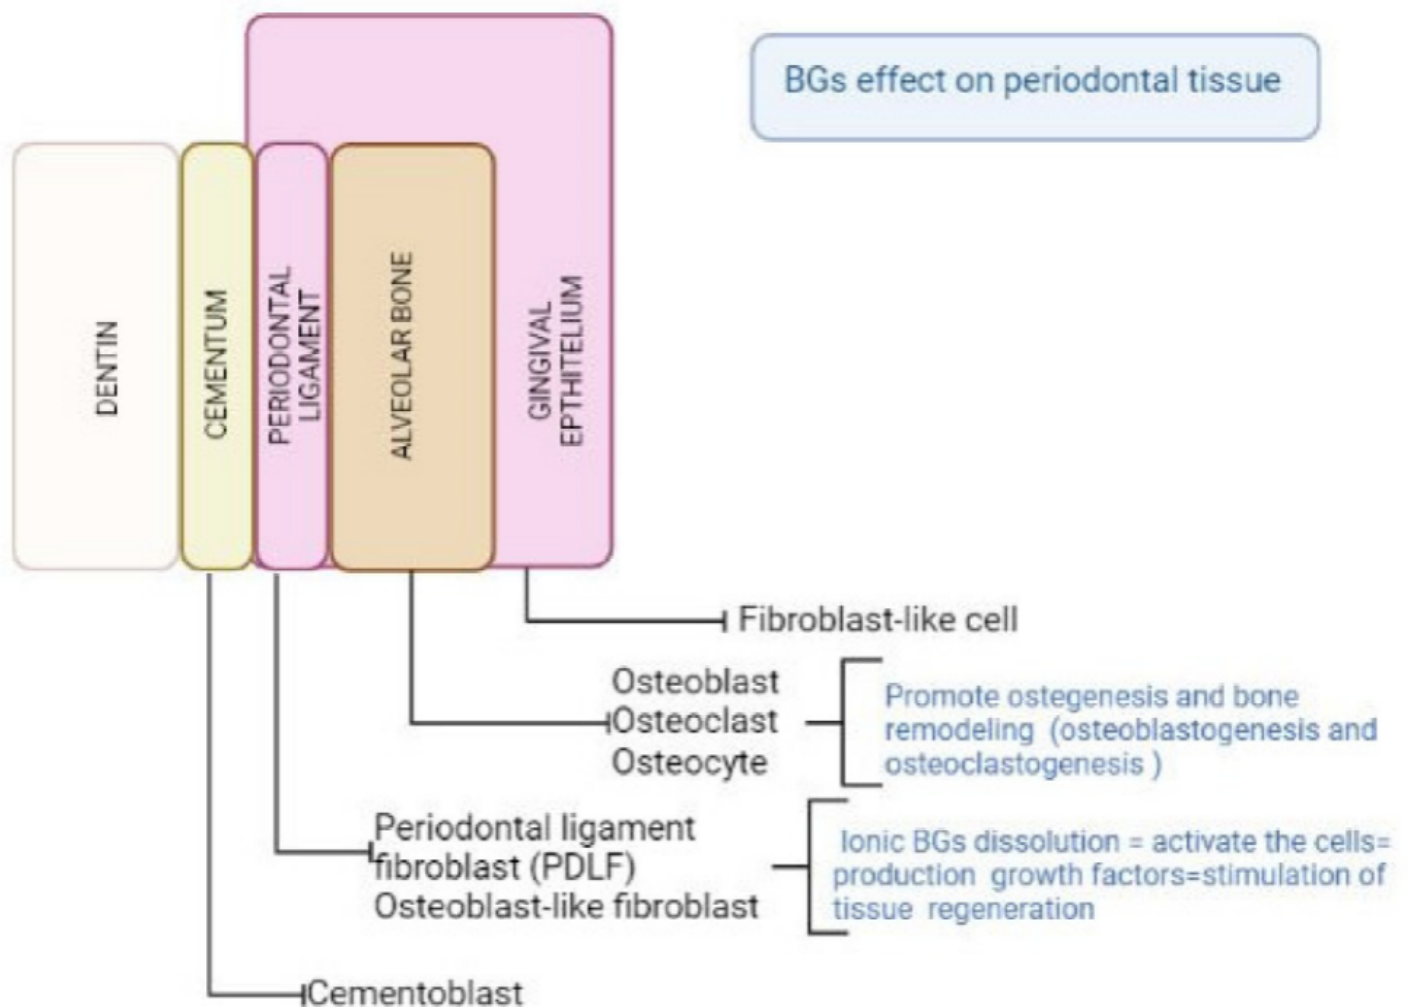 BGs effect on periodontal tissue
DENTIN
CEMENTUM
PERIODONTAL
LIGAMENT
ALVEOLAR BONE
GINGIVAL
EPTHITELIUM
Fibroblast-like cell
Osteoblast
Osteoclast
Osteocyte
Promote ostegenesis and bone
remodeling (osteoblastogenesis and
osteoclastogenesis )
Periodontal ligament
fibroblast (PDLF)
Osteoblast-like fibroblast
Ionic BGs dissolution = activate the cells=
production growth factors=stimulation of
tissue regeneration
Cementoblast